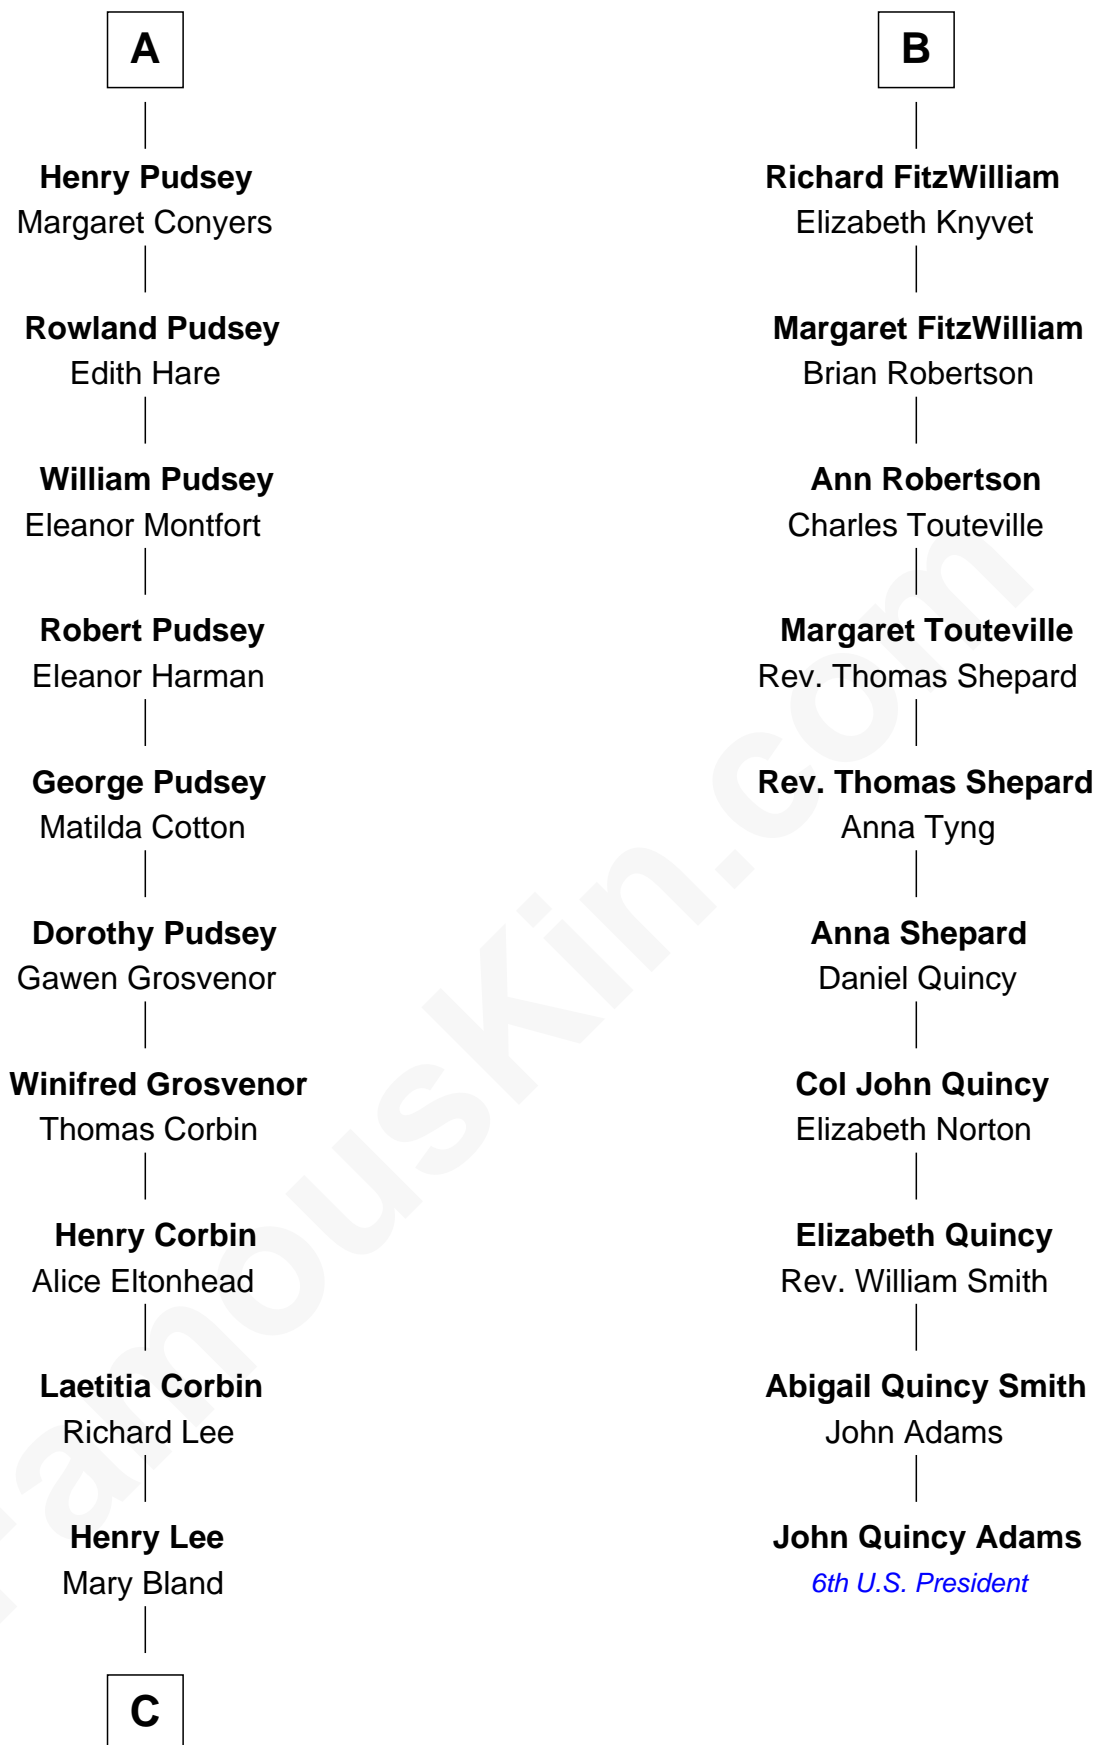 A
Henry Pudsey
Margaret Conyers
Rowland Pudsey
Edith Hare
William Pudsey
Eleanor Montfort
Robert Pudsey
Eleanor Harman
George Pudsey
Matilda Cotton
Dorothy Pudsey
Gawen Grosvenor
Winifred Grosvenor
Thomas Corbin
Henry Corbin
Alice Eltonhead
Laetitia Corbin
Richard Lee
Henry Lee
Mary Bland
C
B
Richard FitzWilliam
Elizabeth Knyvet
Margaret FitzWilliam
Brian Robertson
Ann Robertson
Charles Touteville
Margaret Touteville
Rev. Thomas Shepard
Rev. Thomas Shepard
Anna Tyng
Anna Shepard
Daniel Quincy
Col John Quincy
Elizabeth Norton
Elizabeth Quincy
Rev. William Smith
Abigail Quincy Smith
John Adams
John Quincy Adams
6th U.S. President
FamousKin.com